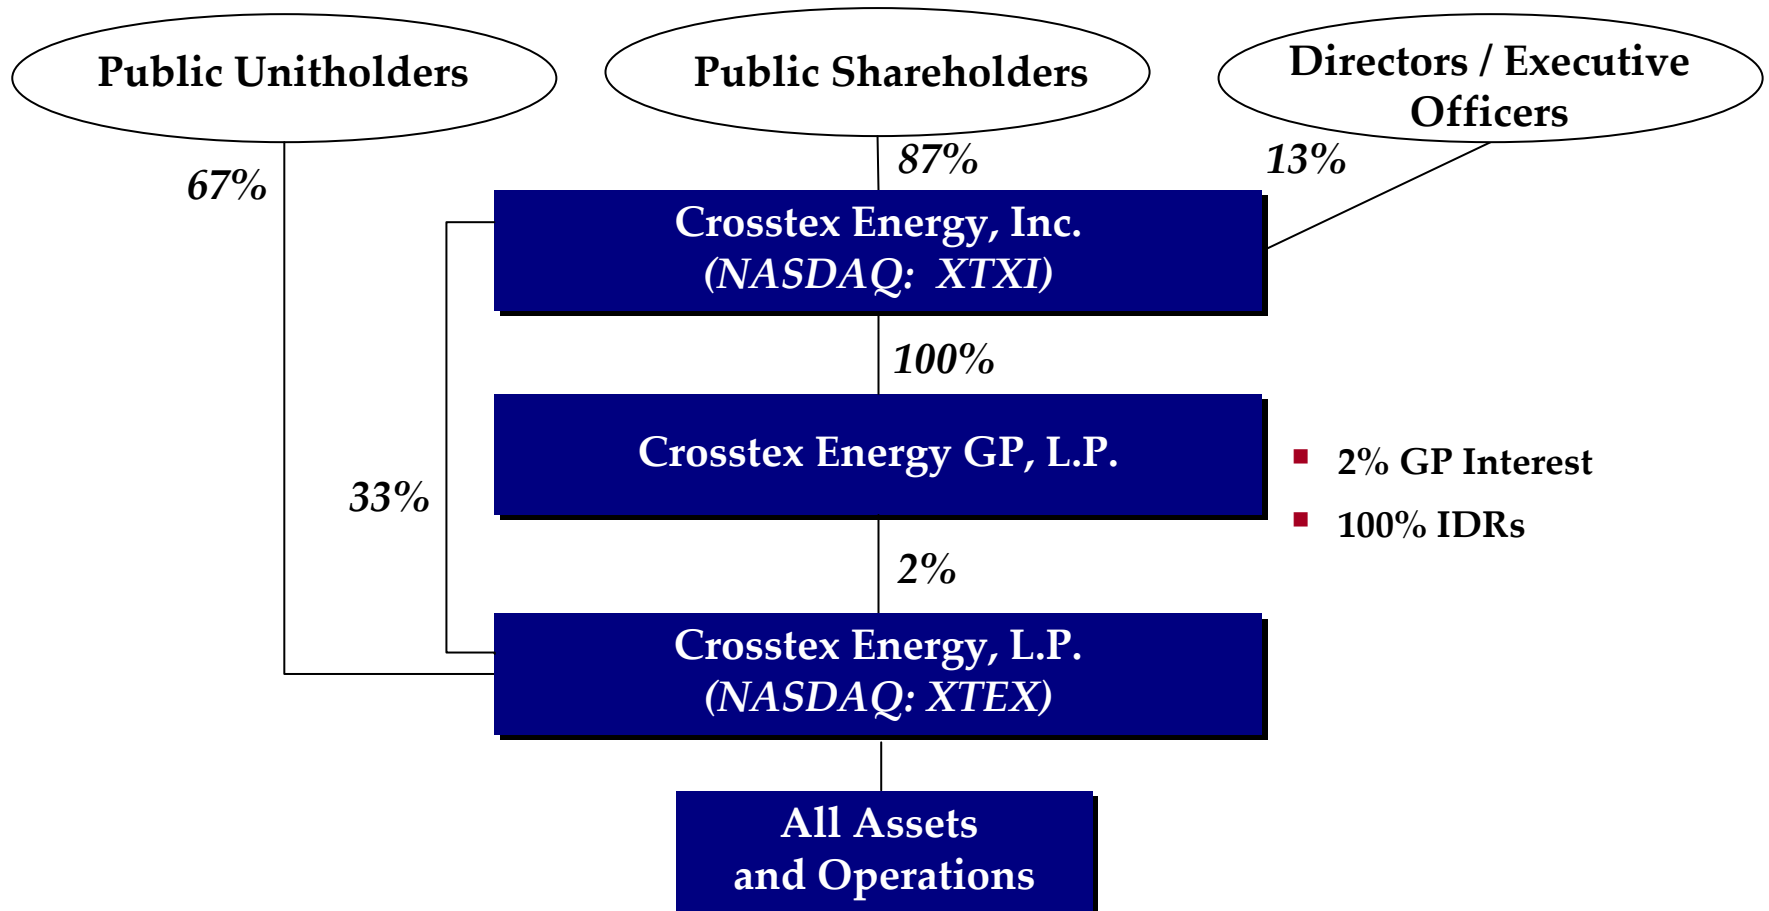 Public Unitholders
Public Shareholders
Directors / Executive
Officers
67%
87%
13%
Crosstex Energy, Inc.
(NASDAQ:  XTXI)
100%
Crosstex Energy GP, L.P.
2% GP Interest
100% IDRs
33%
2%
Crosstex Energy, L.P.
(NASDAQ: XTEX)
All Assets
and Operations